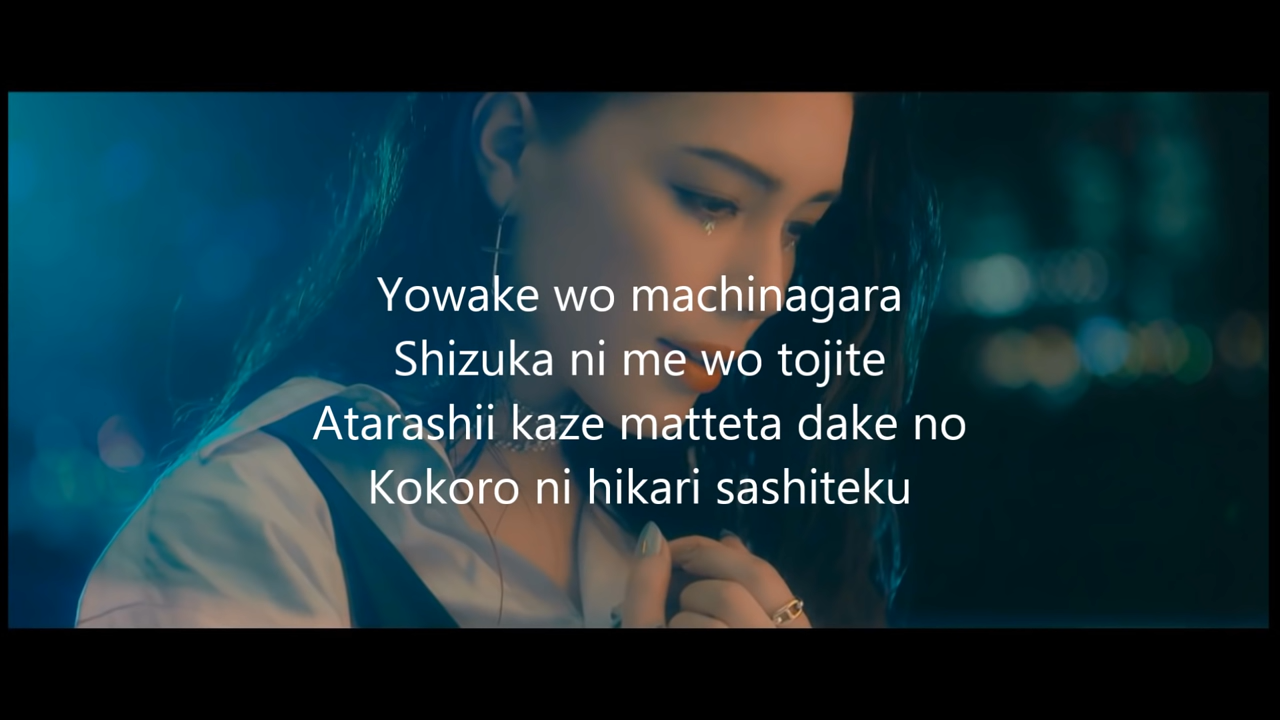 Yowake wo machinagara
Shizuka ni me wo tojite
Atarashii kaze matteta dake no
Kokoro ni hikari sashiteku